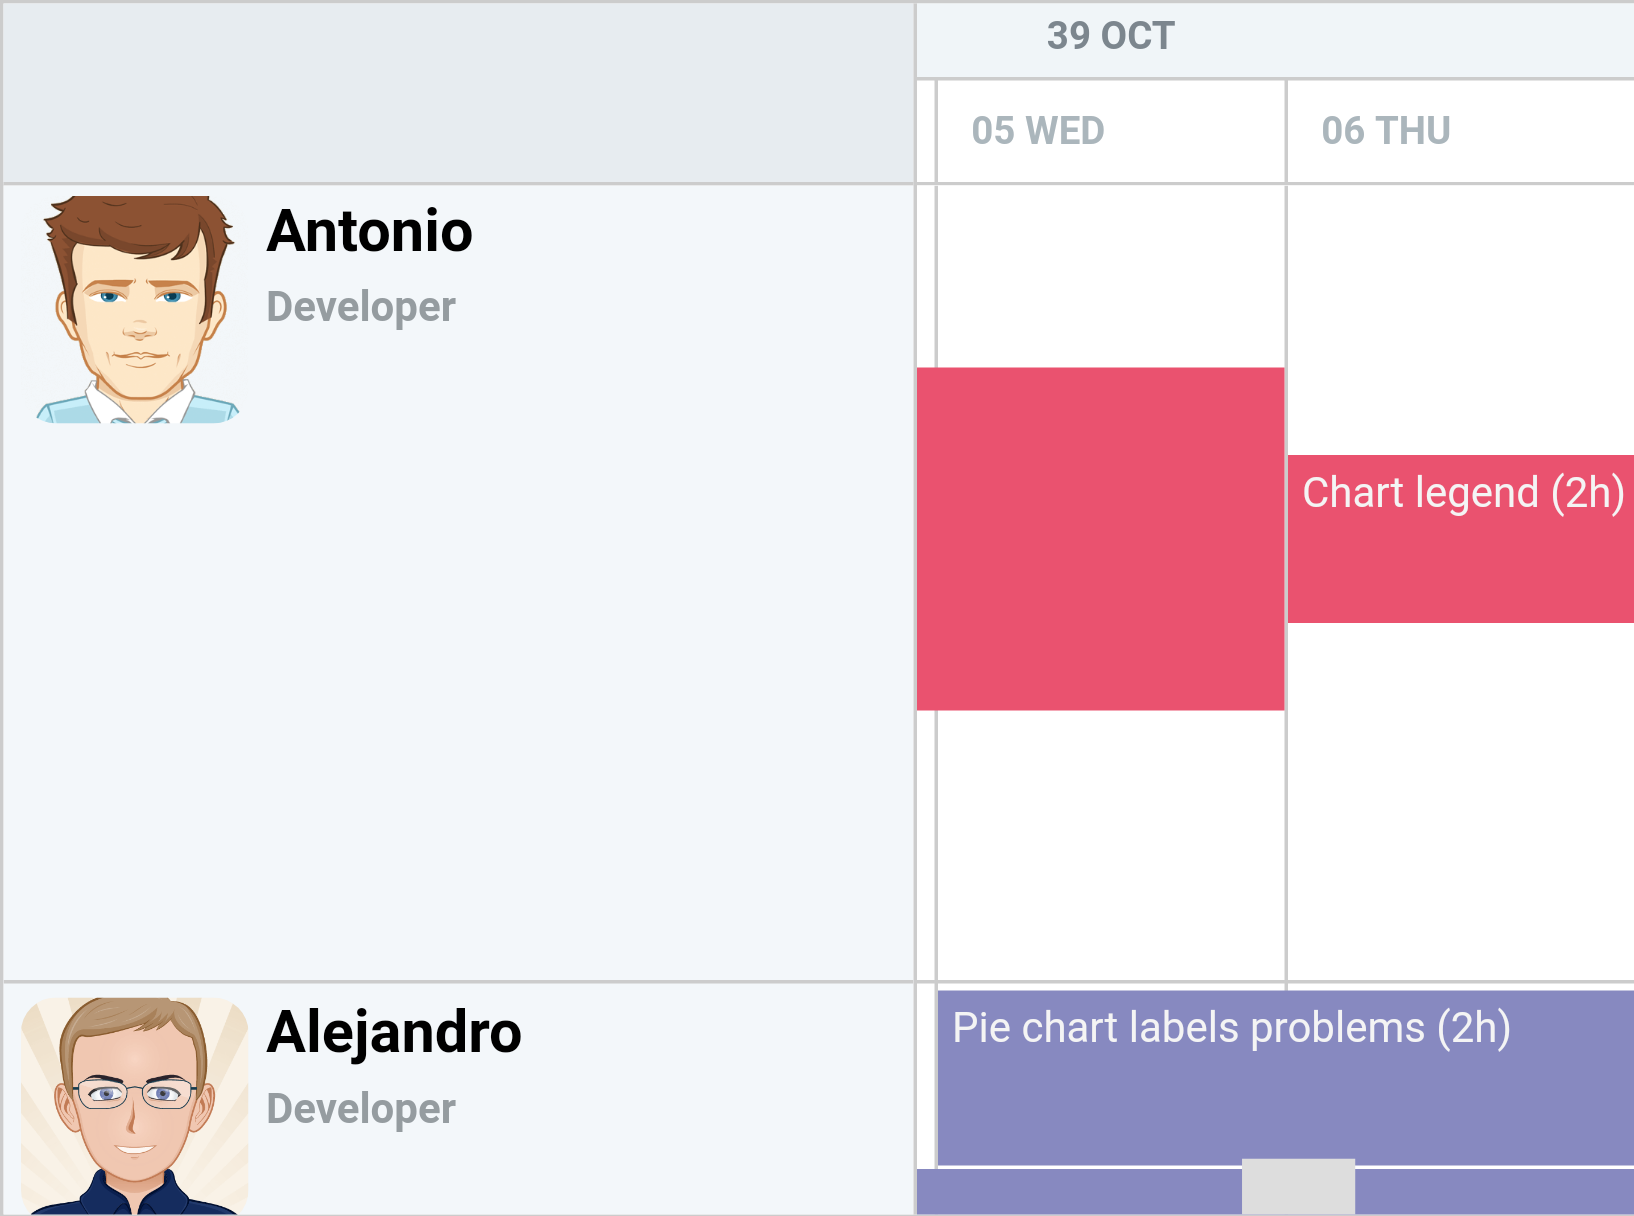 39 OCT
05 WED
06 THU
Antonio
Developer
Chart legend (2h)
Alejandro
Developer
Pie chart labels problems (2h)